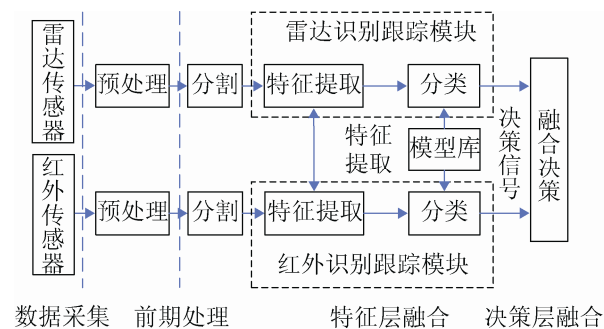 雷达传感器
预处理
分割
雷达识别跟踪模块
特征提取
分类
特征
提取
模型库
决策信号
融合决策
红外传感器
预处理
分割
特征提取
分类
红外识别跟踪模块
数据采集
前期处理
特征层融合
决策层融合